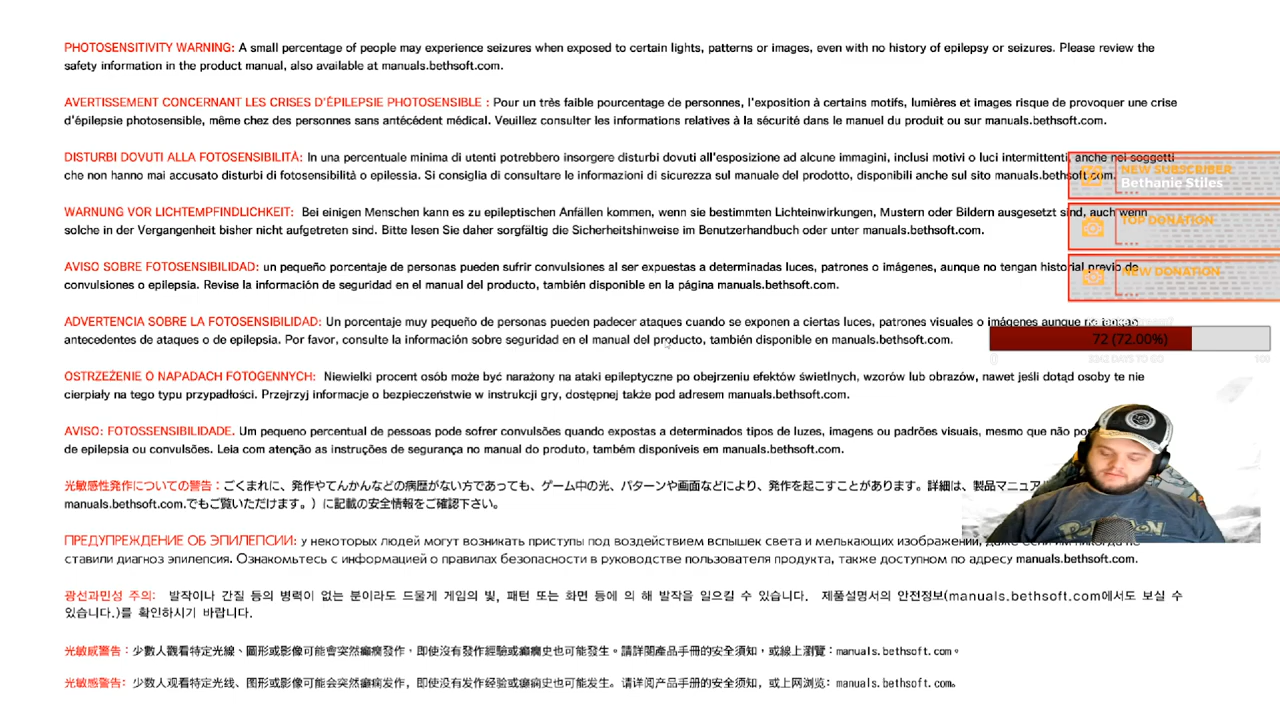 PHOTOSENSITIVITY WARNING: A small percentage of people may experience seizures when exposed to certain lights, patterns or images, even with no history of epilepsy or seizures. Please review the
safety information in the product manual, also available at manuals.bethsoft.com.
AVERTISSEMENT CONCERNANT LES CRISES D'ÉPILEPSIE PHOTOSENSIBLE : Pour un très faible pourcentage de personnes, l'exposition à certains motifs, lumières et images risque de provoquer une crise
d'épilepsie photosensible, même chez des personnes sans antécédent médical. Veuillez consulter les informations relatives à la sécurité dans le manuel du produit ou sur manuals.bethsoft.com.
DISTURBI DOVUTI ALLA FOTOSENSIBILITÀ: In una percentuale minima di utenti potrebbero insorgere disturbi dovuti all'esposizione ad alcune immagini, inclusi motivi o luci intermittenti, anche nei soggetti
che non hanno mai accusato disturbi di fotosensibilità o epilessia. Si consiglia di consultare le informazioni di sicurezza sul manuale del prodotto, disponibili anche sul sito manuals.bethsoft.com.
NEW SUBSCRIBER
Bethanie Stiles
WARNUNG VOR LICHTEMPFINDLICHKEIT: Bei einigen Menschen kann es zu epileptischen Anfällen kommen, wenn sie bestimmten Lichteinwirkungen, Mustern oder Bildern ausgesetzt sind, auch wenn
solche in der Vergangenheit bisher nicht aufgetreten sind. Bitte lesen Sie daher sorgfältig die Sicherheitshinweise im Benutzerhandbuch oder unter manuals.bethsoft.com.
TOP DONATION
AVISO SOBRE FOTOSENSIBILIDAD: un pequeño porcentaje de personas pueden sufrir convulsiones al ser expuestas a determinadas luces, patrones o imágenes, aunque no tengan historial previo de
convulsiones o epilepsia. Revise la información de seguridad en el manual del producto, también disponible en la página manuals.bethsoft.com.
NEW DONATION
ADVERTENCIA SOBRE LA FOTOSENSIBILIDAD: Un porcentaje muy pequeño de personas pueden padecer ataques cuando se exponen a ciertas luces, patrones visuales o imágenes aunque
antecedentes de ataques o de epilepsia. Por favor, consulte la información sobre seguridad en el manual del producto, también disponible en manuals.bethsoft.com.
72 (72.00%)
0 3262 DAYS TO GO 100
OSTRZEŻENIE O NAPADACH FOTOGENNYCH: Niewielki procent osób może być narażony na ataki epileptyczne po obejrzeniu efektów świetlnych, wzorów lub obrazów, nawet jeśli dotąd osoby te nie
cierpiały na tego typu przypadłości. Przejrzyj informacje o bezpieczeństwie w instrukcji gry, dostępnej także pod adresem manuals.bethsoft.com.
AVISO: FOTOSSENSIBILIDADE. Um pequeno percentual de pessoas pode sofrer convulsões quando expostas a determinados tipos de luzes, imagens ou padrões visuais, mesmo que não
de epilepsia ou convulsões. Leia com atenção as instruções de segurança no manual do produto, também disponíveis em manuals.bethsoft.com.
光敏感性発作についての警告：ごくまれに、発作やてんかんなどの病歴がない方であっても、ゲーム中の光、パターンや画面などにより、発作を起こすことがあります。詳細は、製品マニュア
manuals.bethsoft.com.でもご覧いただけます。）に記載の安全情報をご確認下さい。
ПРЕДУПРЕЖДЕНИЕ ОБ ЭПИЛЕПСИИ: у некоторых людей могут возникать приступы под воздействием вспышек света и мелькающих изображений, даже если им никогда не
ставили диагноз эпилепсия. Ознакомьтесь с информацией о правилах безопасности в руководстве пользователя продукта, также доступном по адресу manuals.bethsoft.com.
광선과민성 주의: 발작이나 간질 등의 병력이 없는 분이라도 드물게 게임의 빛, 패턴 또는 화면 등에 의 해 발작을 일으킬 수 있습니다. 제품설명서의 안전정보(manuals.bethsoft.com에서도 보실 수
있습니다.)를 확인하시기 바랍니다.
光敏感警告：少數人觀看特定光線、圖形或影像可能會突然癲癇發作，即使沒有發作經驗或癲癇史也可能發生。請詳閱產品手冊的安全須知，或線上瀏覽：manuals.bethsoft.com。
光敏感警告: 少数人观看特定光线、图形或影像可能会突然癫痫发作，即使没有发作经验或癫痫史也可能发生。请详阅产品手册的安全须知，或上网浏览: manuals.bethsoft.com。